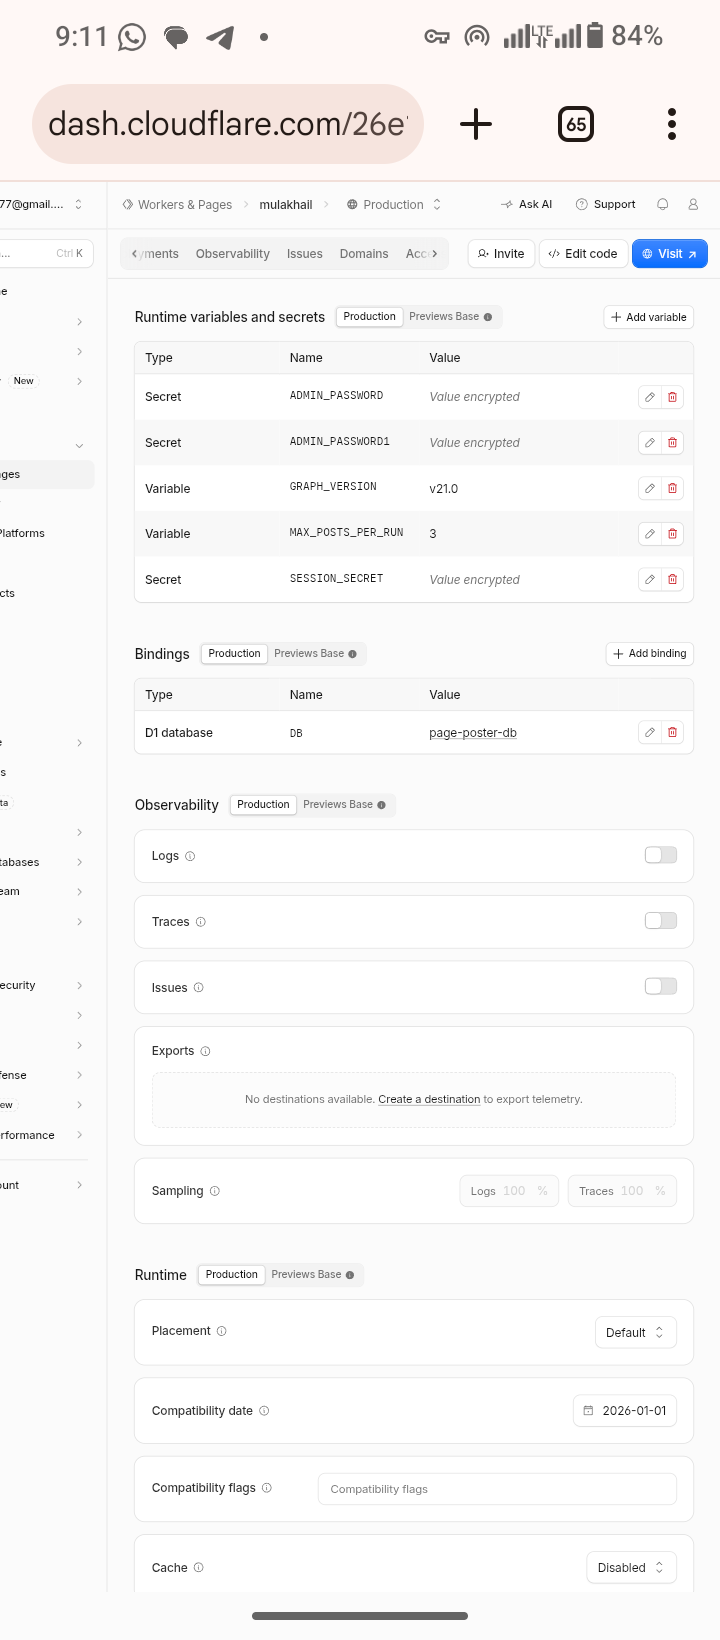 9:11 LTE 84%
dash.cloudflare.com/26e 65
77@gmail.... Workers & Pages mulakhail Production Ask AI Support
... Ctrl K yments Observability Issues Domains Acc Invite Edit code Visit
Runtime variables and secrets Production Previews Base Add variable
Type Name Value
Secret ADMIN_PASSWORD Value encrypted
New
Secret ADMIN_PASSWORD1 Value encrypted
ges
Variable GRAPH_VERSION v21.0
Platforms Variable MAX_POSTS_PER_RUN 3
Secret SESSION_SECRET Value encrypted
cts
Bindings Production Previews Base Add binding
Type Name Value
D1 database DB page-poster-db
e
s
ta Observability Production Previews Base
tabases Logs
eam
Traces
ecurity Issues
Exports
fense
ew No destinations available. Create a destination to export telemetry.
rformance
ount Sampling Logs 100 % Traces 100 %
Runtime Production Previews Base
Placement Default
Compatibility date 2026-01-01
Compatibility flags Compatibility flags
Cache Disabled